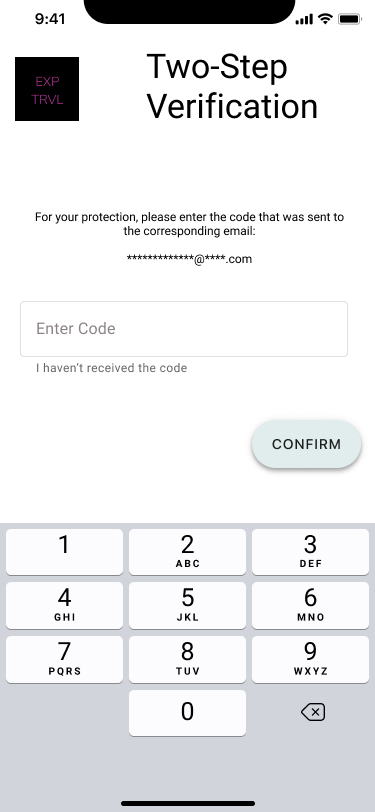 9:41
EXP
TRVL
Two-Step
Verification
For your protection, please enter the code that was sent to
the corresponding email:
*************@****.com
Enter Code
I haven't received the code
CONFIRM
1
2
ABC
3
DEF
4
GHI
5
JKL
6
MNO
7
PQRS
8
TUV
9
WXYZ
0